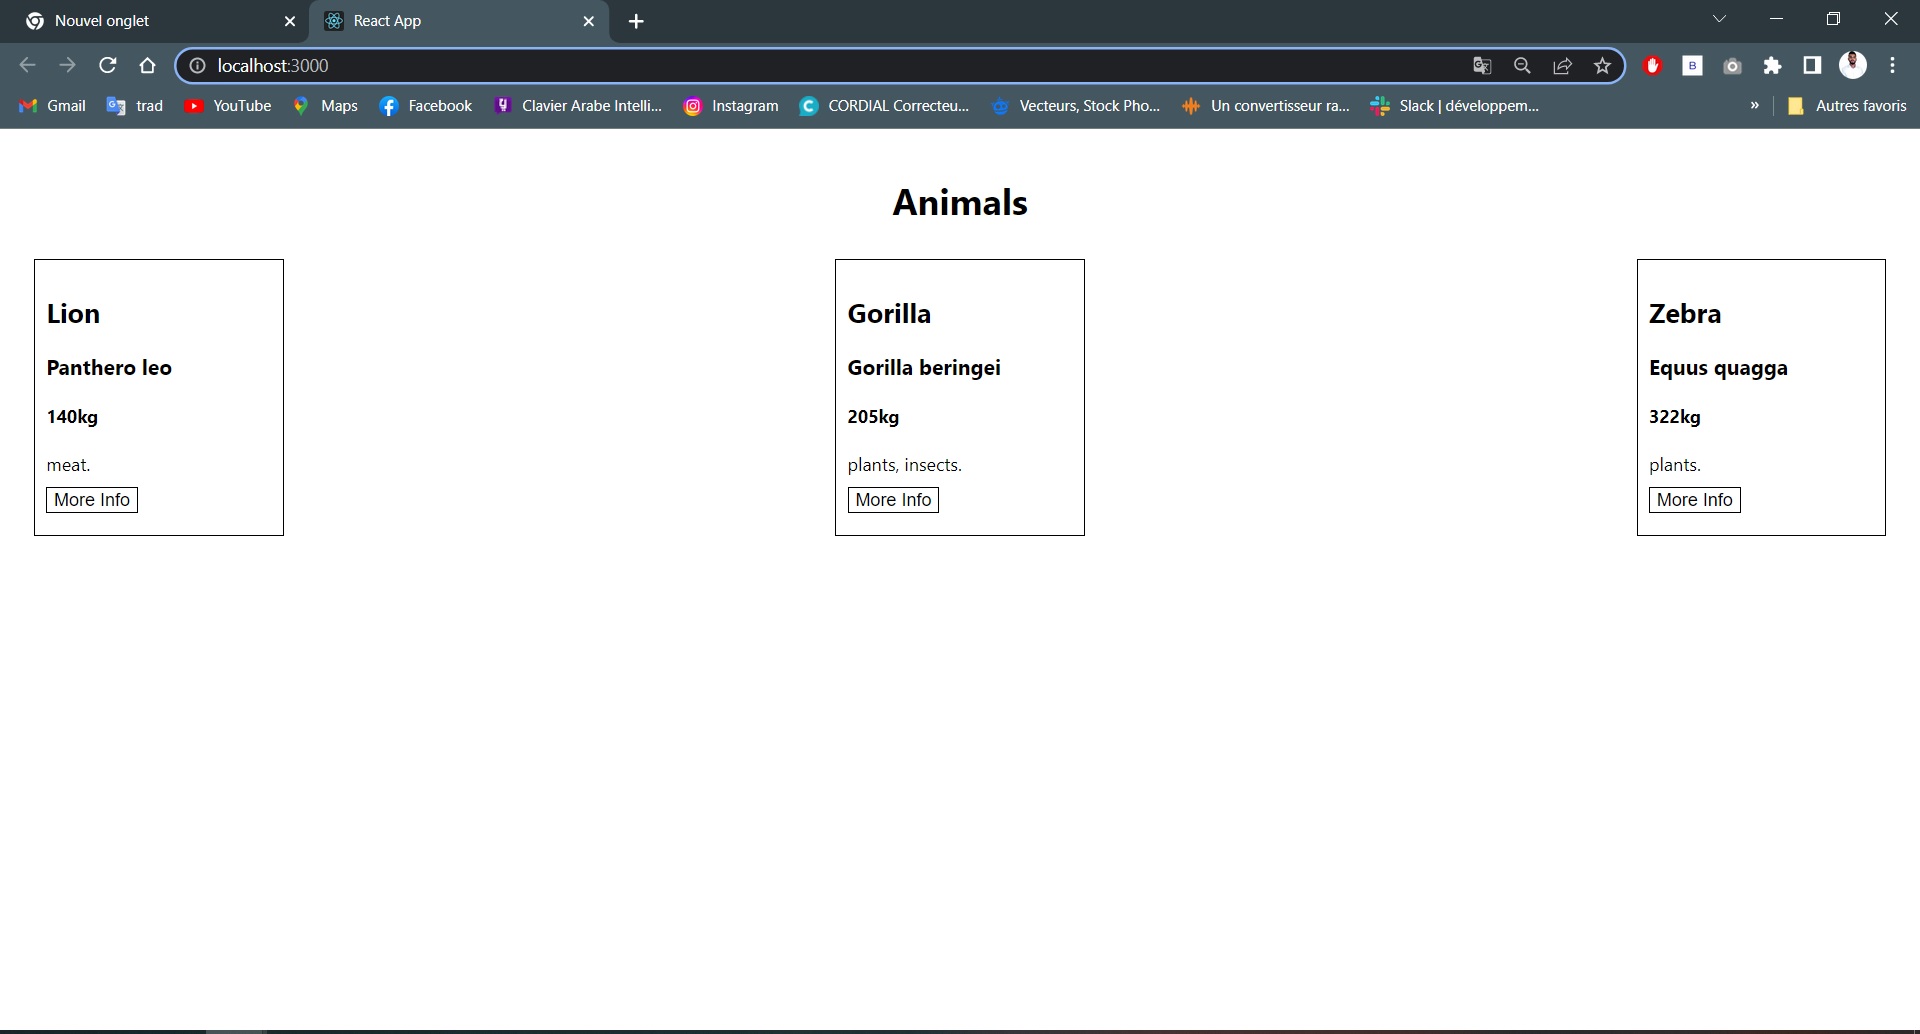 Nouvel onglet
React App
localhost:3000
B
Gmail
trad
YouTube
Maps
Facebook
Clavier Arabe Intelli...
Instagram
CORDIAL Correcteu...
Vecteurs, Stock Pho...
Un convertisseur ra...
Slack | développem...
»
Autres favoris
Animals
Lion
Panthero leo
140kg
meat.
More Info
Gorilla
Gorilla beringei
205kg
plants, insects.
More Info
Zebra
Equus quagga
322kg
plants.
More Info